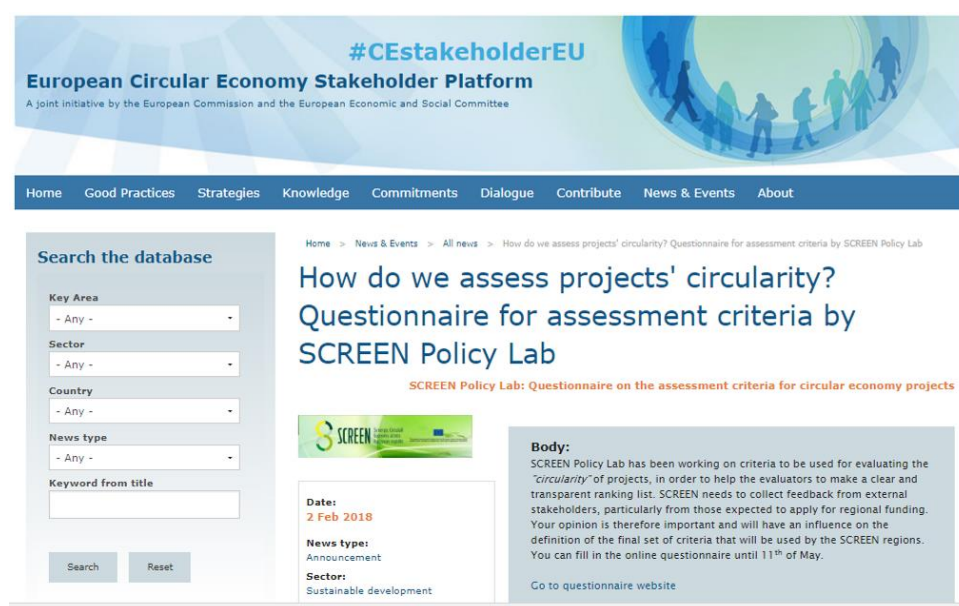 #CEstakeholderEU
European Circular Economy Stakeholder Platform
A joint initiative by the European Commission and the European Economic and Social Committee
Home Good Practices Strategies Knowledge Commitments Dialogue Contribute News & Events About
Search the database
Key Area
- Any -
Sector
- Any -
Country
- Any -
News type
- Any -
Keyword from title
Search Reset
Home > News & Events > All news > How do we assess projects' circularity? Questionnaire for assessment criteria by SCREEN Policy Lab
How do we assess projects' circularity?
Questionnaire for assessment criteria by
SCREEN Policy Lab
SCREEN Policy Lab: Questionnaire on the assessment criteria for circular economy projects
SCREEN
Date:
2 Feb 2018
News type:
Announcement
Sector:
Sustainable development
Body:
SCREEN Policy Lab has been working on criteria to be used for evaluating the
"circularity" of projects, in order to help the evaluators to make a clear and
transparent ranking list. SCREEN needs to collect feedback from external
stakeholders, particularly from those expected to apply for regional funding.
Your opinion is therefore important and will have an influence on the
definition of the final set of criteria that will be used by the SCREEN regions.
You can fill in the online questionnaire until 11th of May.
Go to questionnaire website